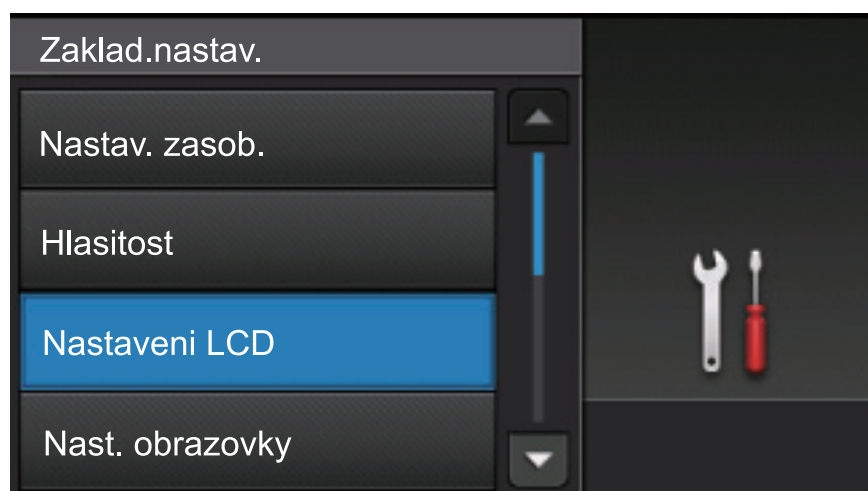 Zaklad.nastav.
Nastav. zasob.
Hlasitost
Nastaveni LCD
Nast. obrazovky